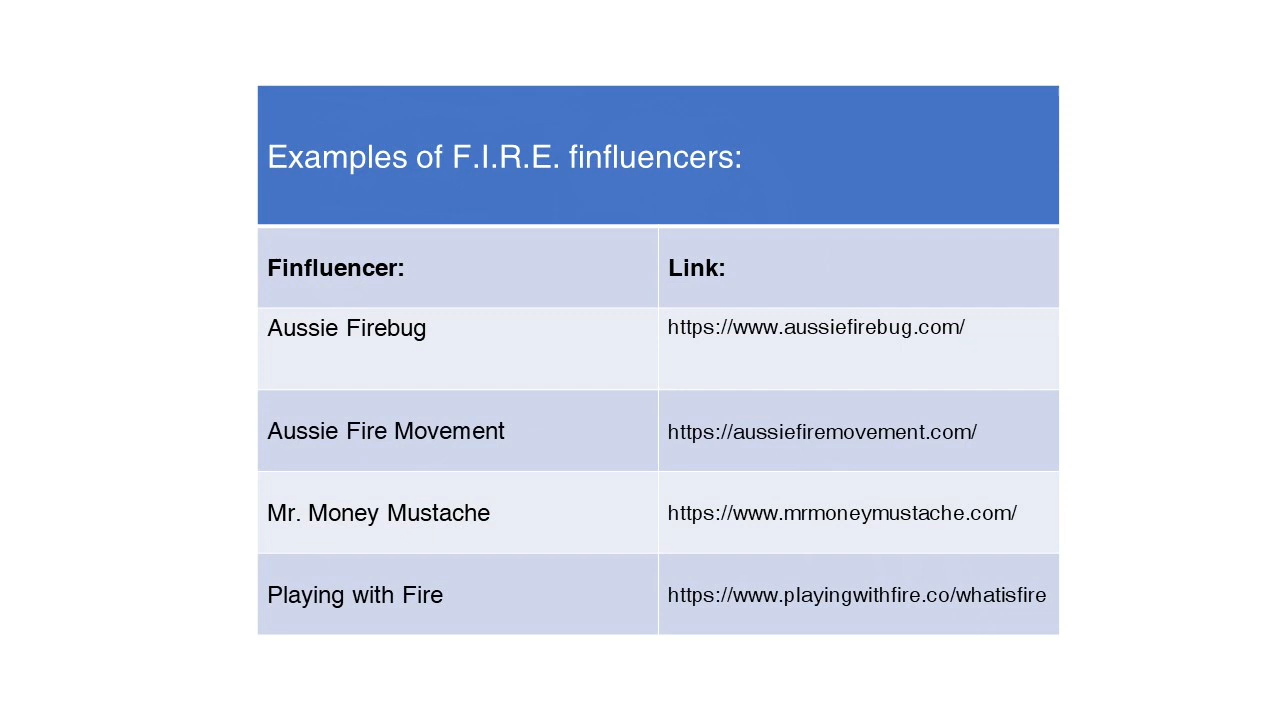 Examples of F.I.R.E. finfluencers:
Finfluencer: Link:
Aussie Firebug https://www.aussiefirebug.com/
Aussie Fire Movement https://aussiefiremovement.com/
Mr. Money Mustache https://www.mrmoneymustache.com/
Playing with Fire https://www.playingwithfire.co/whatisfire